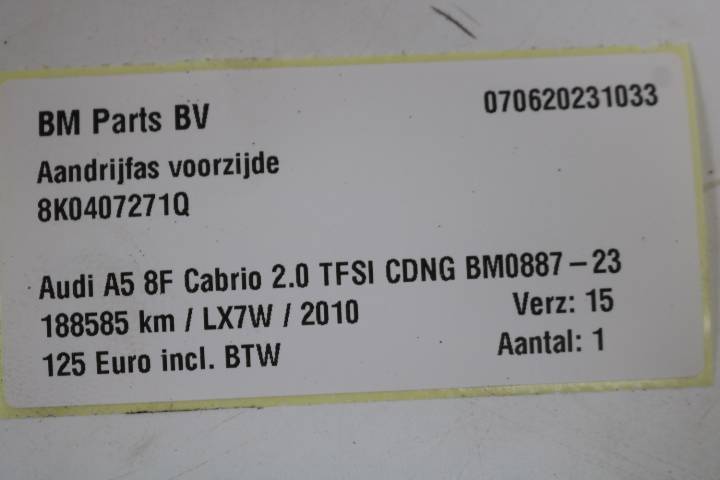 BM Parts BV 070620231033
Aandrijfas voorzijde
8K0407271Q
Audi A5 8F Cabrio 2.0 TFSI CDNG BM0887-23
188585 km / LX7W / 2010 Verz: 15
125 Euro incl. BTW Aantal: 1